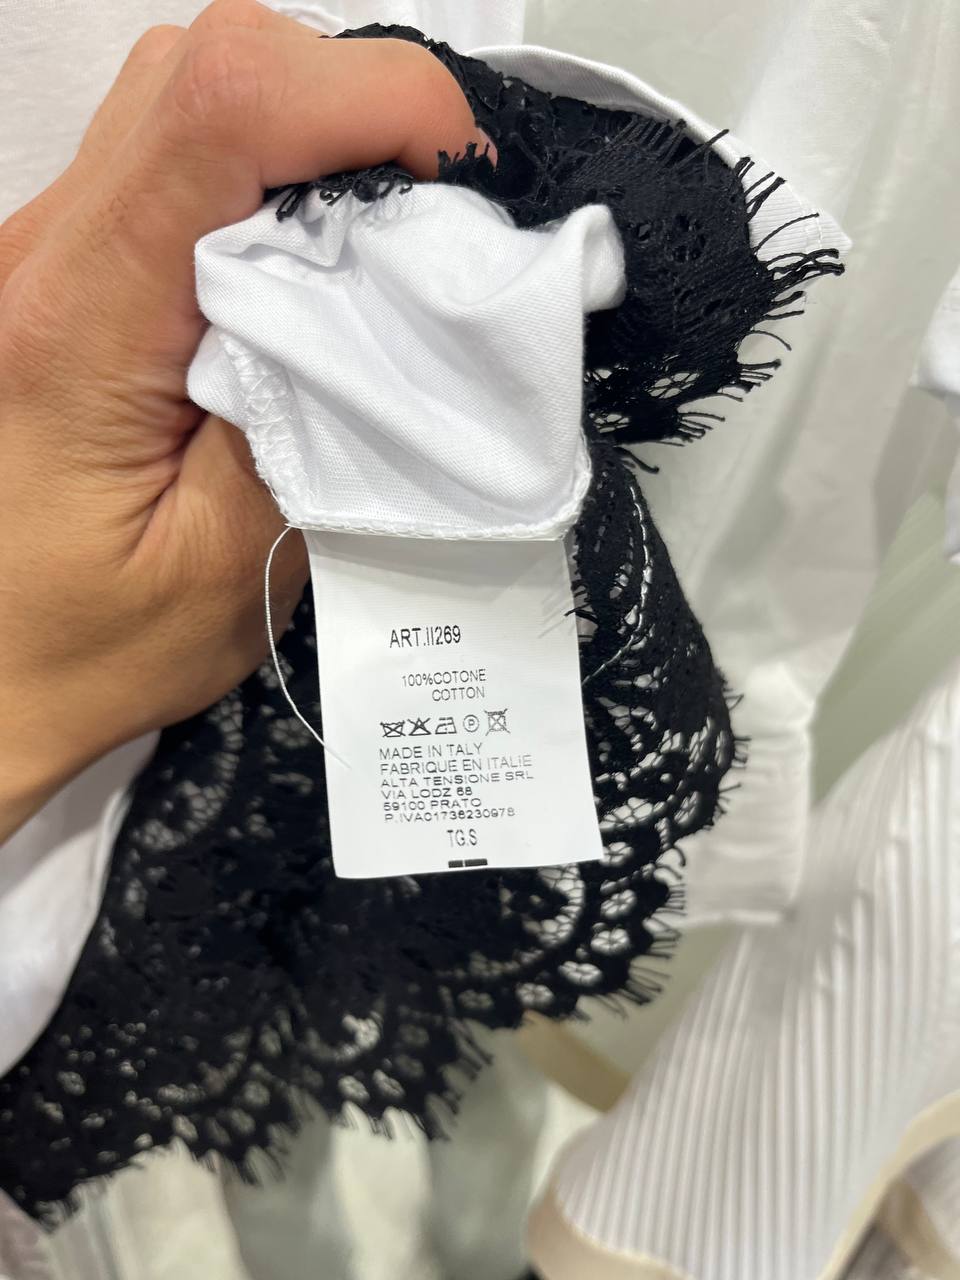 ART.II269
100%COTONE
COTTON
P
MADE IN TALY
FABRIQUE EN ITALIE
ALTA TENSIONE SRL
VIA LODZ 68
59100 PRATO
P.IVA01736230978
TG.S